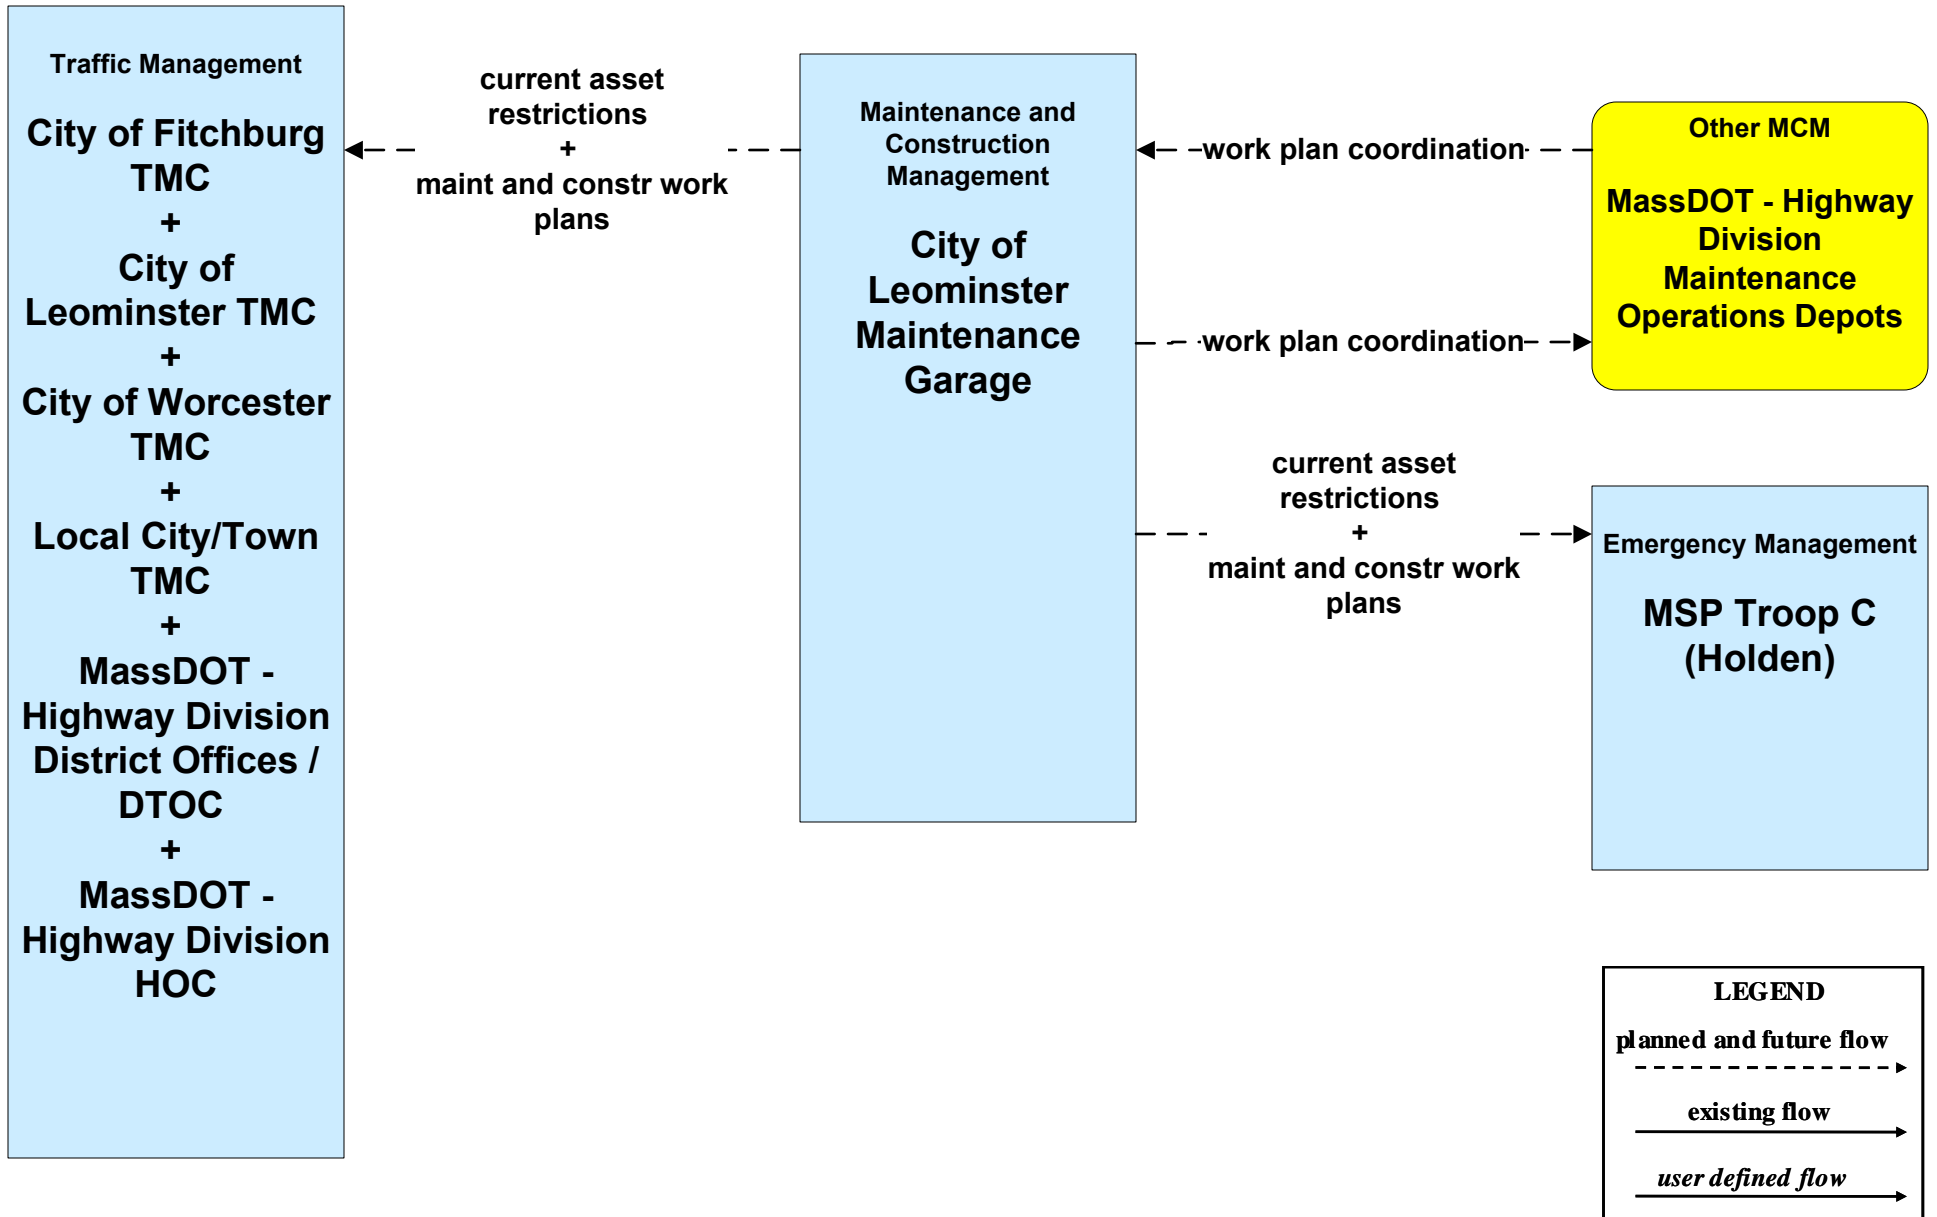 Traffic Management
City of Fitchburg
TMC
+
City of
Leominster TMC
+
City of Worcester
TMC
+
Local City/Town
TMC
+
MassDOT -
Highway Division
District Offices /
DTOC
+
MassDOT -
Highway Division
HOC
current asset
restrictions
+
maint and constr work
plans
Maintenance and
Construction
Management
City of
Leominster
Maintenance
Garage
work plan coordination
work plan coordination
current asset
restrictions
+
maint and constr work
plans
Other MCM
MassDOT - Highway
Division
Maintenance
Operations Depots
Emergency Management
MSP Troop C
(Holden)
LEGEND
planned and future flow
existing flow
user defined flow